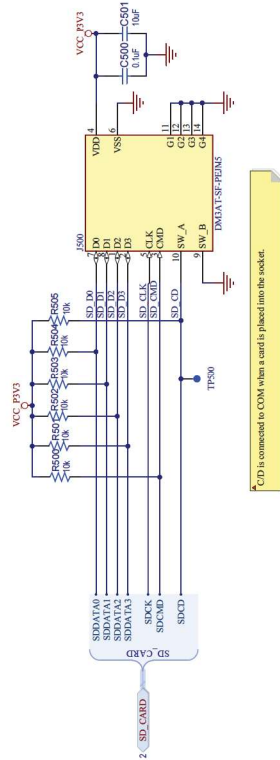 VCC_P3V3
C501
10uF
C500
0.1uF
VCC_P3V3
R505
10k
R504
10k
R503
10k
R502
10k
R501
10k
R500
10k
J500
4
VDD
6
VSS
7
D0
8
D1
1
D2
2
D3
5
CLK
3
CMD
10
SW_A
9
SW_B
11
G1
12
G2
13
G3
14
G4
DM3AT-SF-PEJM5
SD_D0
SD_D1
SD_D2
SD_D3
SD_CLK
SD_CMD
SD_CD
TP500
SDDATA0
SDDATA1
SDDATA2
SDDATA3
SDCK
SDCMD
SDCD
SD_CARD
SD_CARD
2
C/D is connected to COM when a card is placed into the socket.